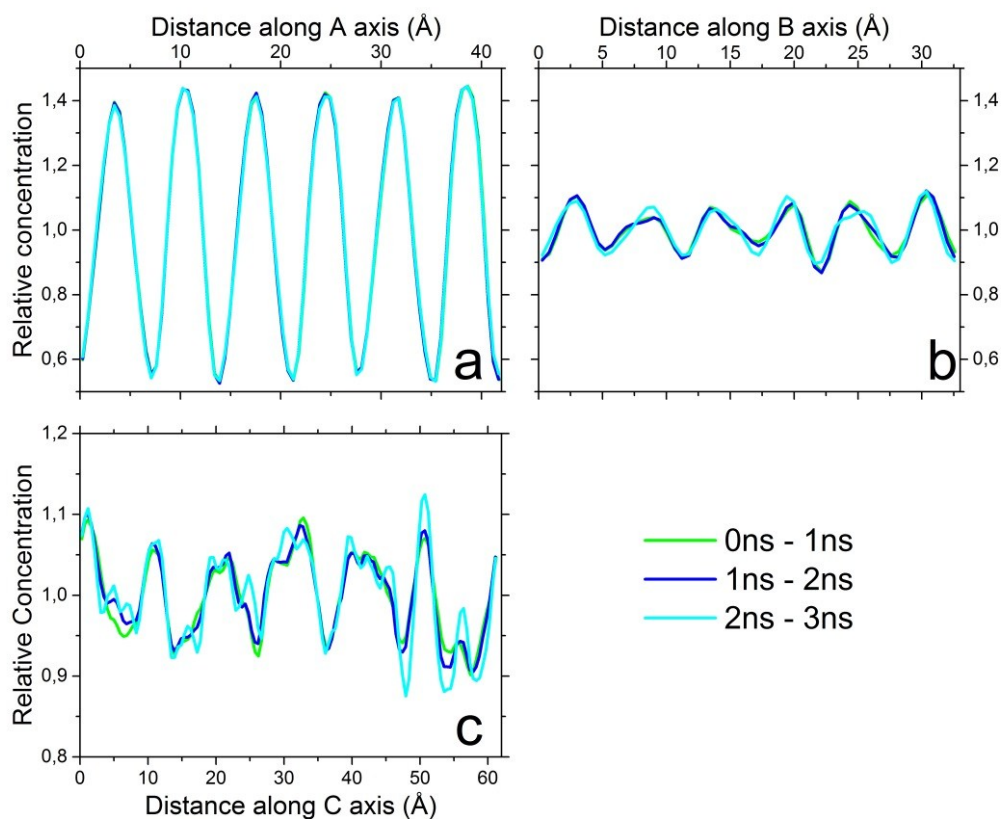 Distance along A axis (Å)
0 10 20 30 40
Relative concentration
1,4
1,2
1,0
0,8
0,6
a
Distance along B axis (Å)
0 5 10 15 20 25 30
1,4
1,2
1,0
0,8
0,6
b
Relative Concentration
1,2
1,1
1,0
0,9
0,8
c
0 10 20 30 40 50 60
Distance along C axis (Å)
0ns - 1ns
1ns - 2ns
2ns - 3ns